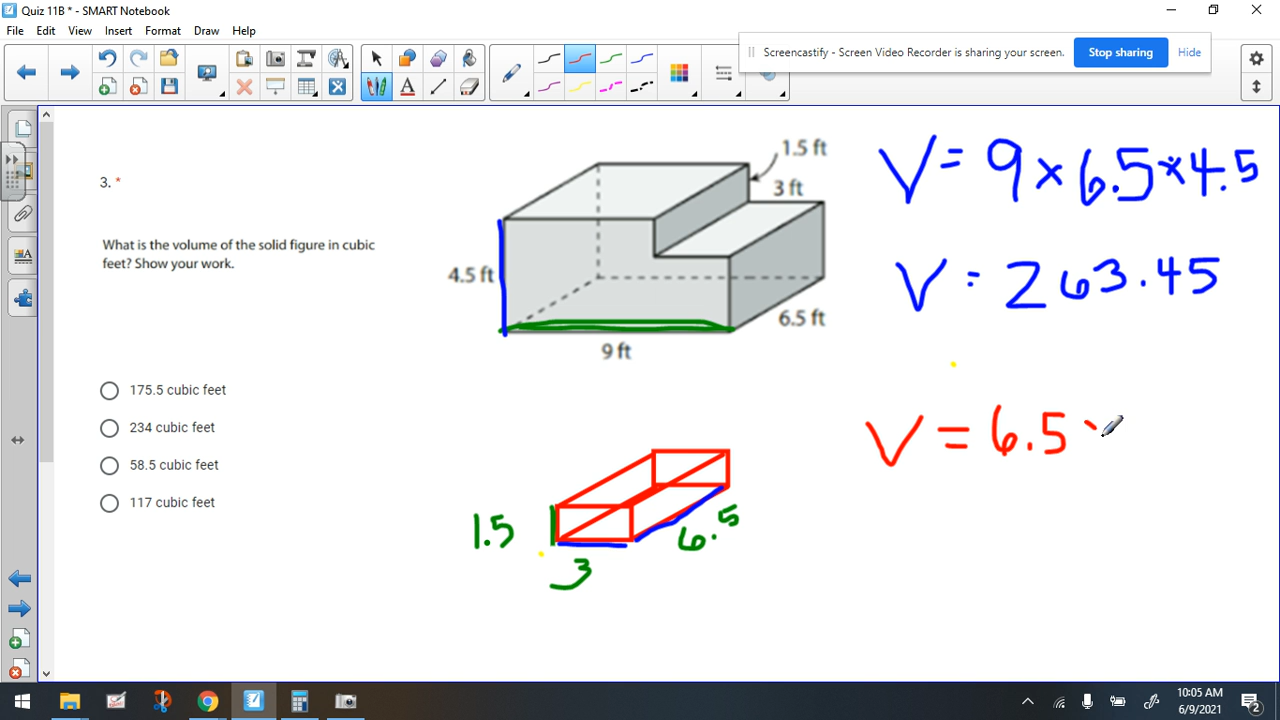 Quiz 11B * - SMART Notebook
File Edit View Insert Format Draw Help
Screencastify - Screen Video Recorder is sharing your screen. Stop sharing Hide
3. *
What is the volume of the solid figure in cubic
feet? Show your work.
175.5 cubic feet
234 cubic feet
58.5 cubic feet
117 cubic feet
1.5 ft
3 ft
4.5 ft
6.5 ft
9 ft
1.5
3
6.5
V = 9 × 6.5 × 4.5
V = 263.45
V = 6.5
10:05 AM
6/9/2021
2